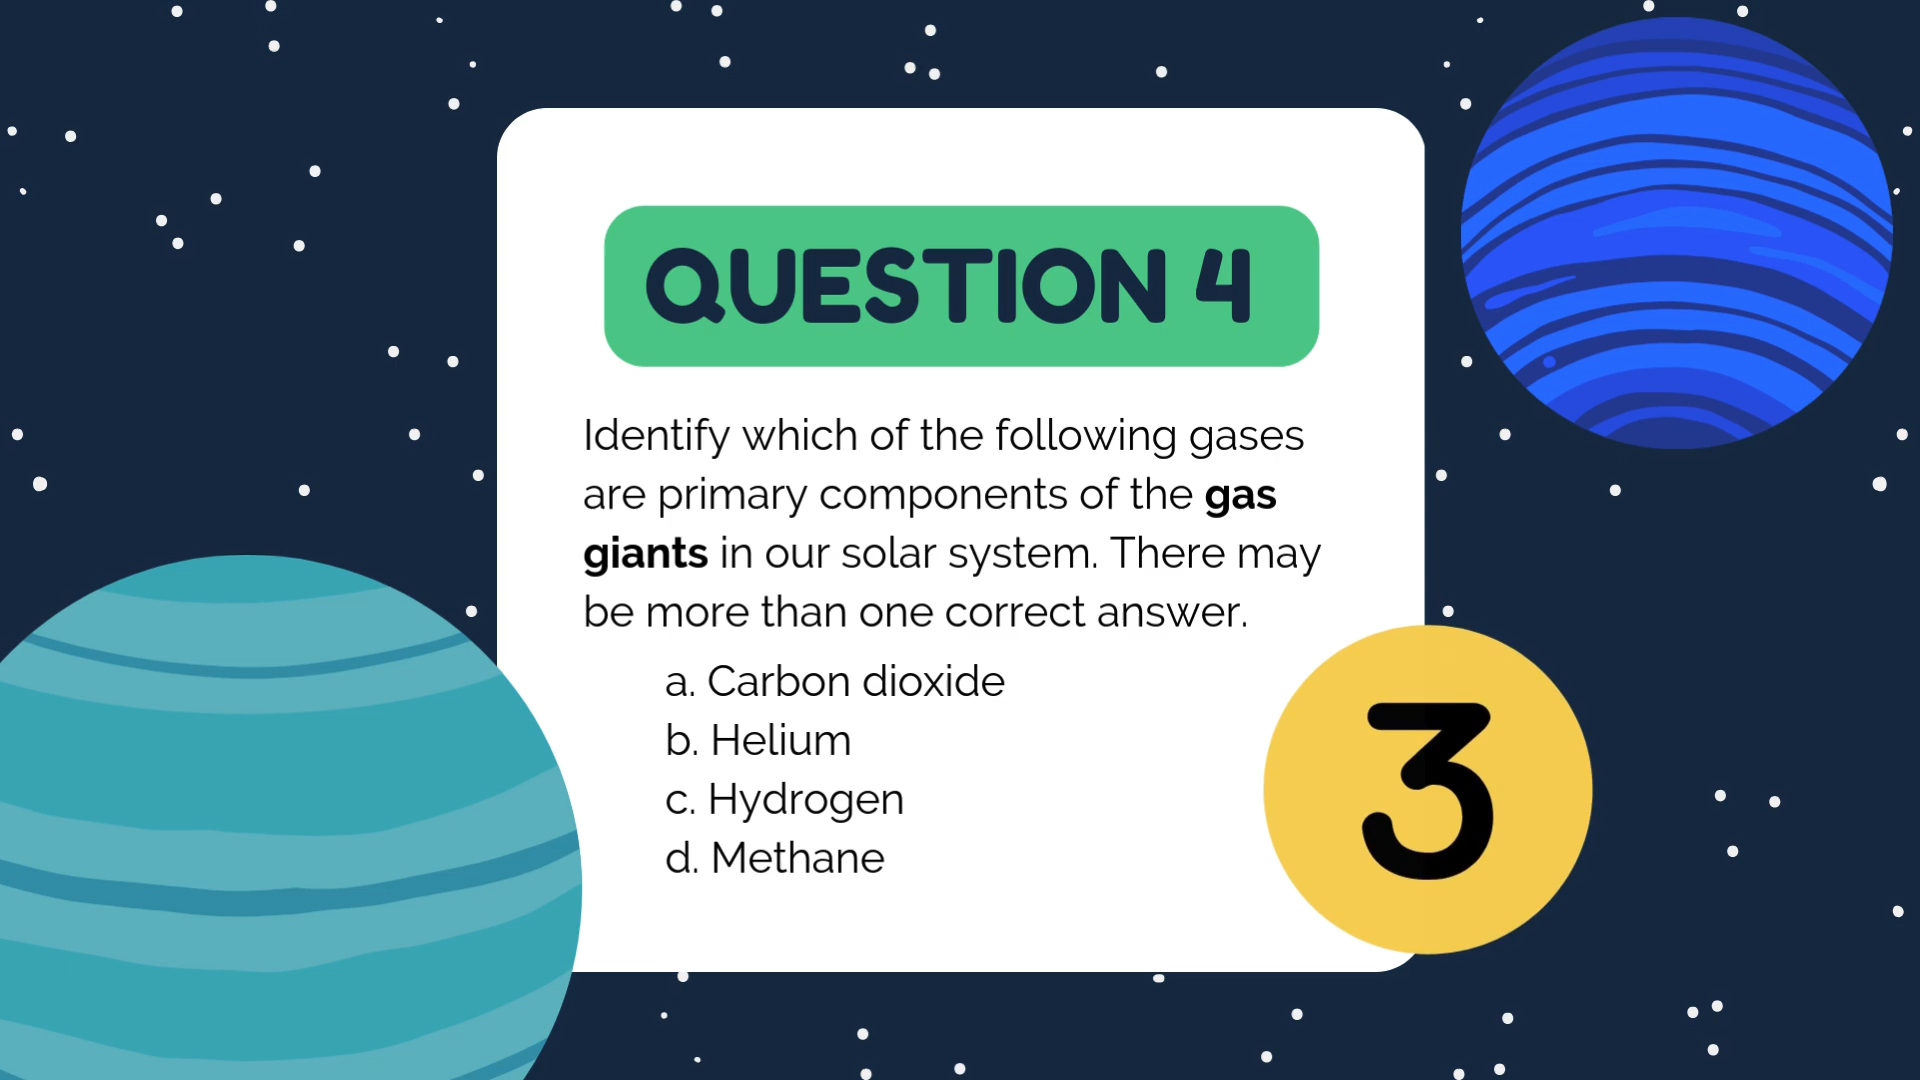 QUESTION 4
Identify which of the following gases
are primary components of the gas
giants in our solar system. There may
be more than one correct answer.
a. Carbon dioxide
b. Helium
c. Hydrogen
d. Methane
3